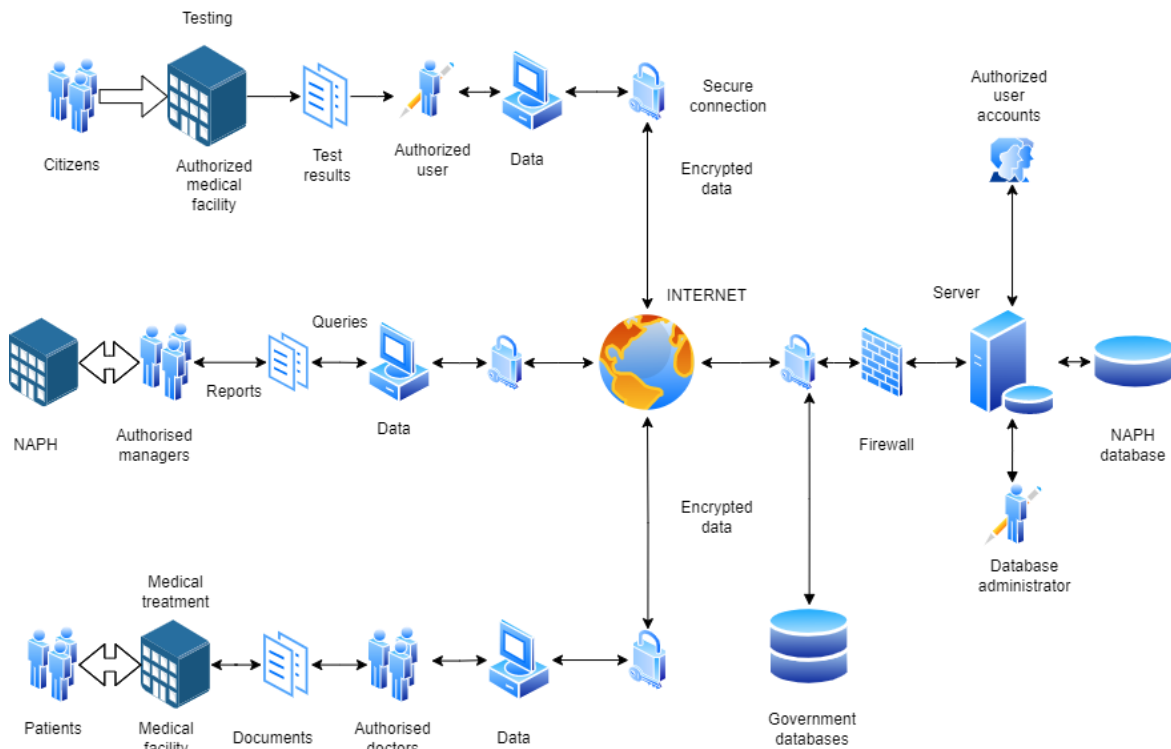 Testing
Citizens
Authorized
medical
facility
Test
results
Authorized
user
Data
Secure
connection
Encrypted
data
Authorized
user
accounts
INTERNET
Server
Queries
Reports
NAPH
Authorised
managers
Data
Firewall
NAPH
database
Encrypted
data
Database
administrator
Medical
treatment
Patients
Medical
facility
Documents
Authorised
doctors
Data
Government
databases